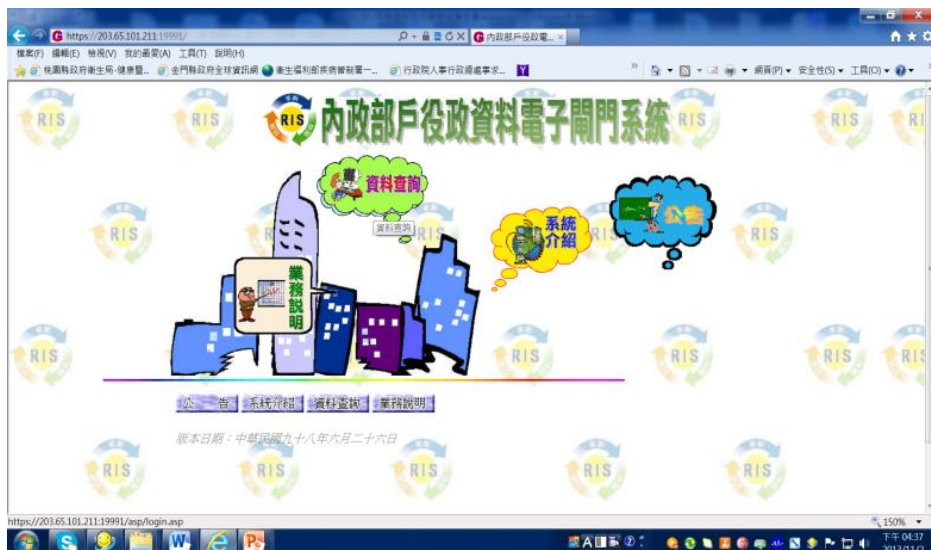 https://203.65.101.211:19991/
內政部戶役政電...
檔案(F) 編輯(E) 檢視(V) 我的最愛(A) 工具(T) 說明(H)
桃園縣政府衛生局-健康暨... 金門縣政府全球資訊網 衛生福利部疾病管制署一... 行政院人事行政總處事求...
網頁(P) 安全性(S) 工具(O)
RIS
內政部戶役政資料電子閘門系統
資料查詢
資料查詢
系統介紹
公告
業務說明
公 告 系統介紹 資料查詢 業務說明
版本日期：中華民國九十八年六月二十六日
https://203.65.101.211:19991/asp/login.asp
150%
下午 04:37